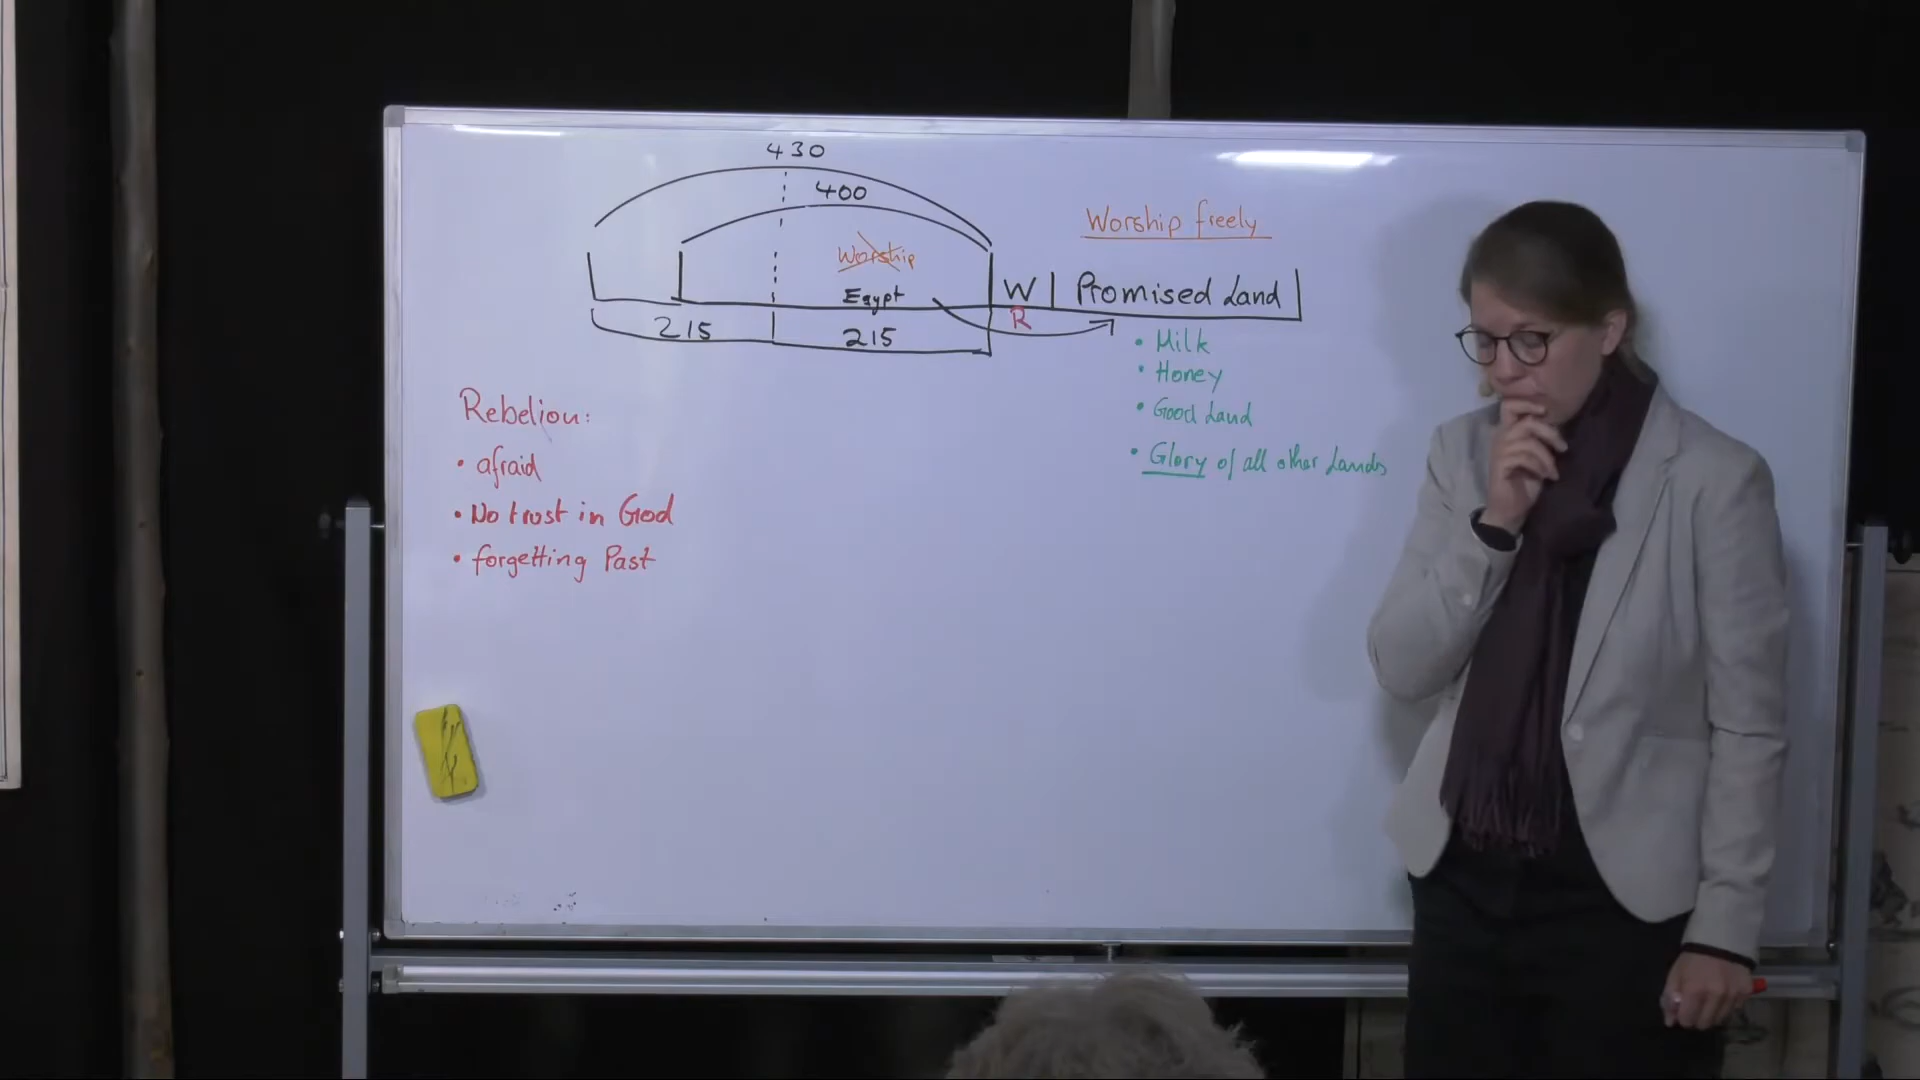 430
400
Worship freely
Worship
Egypt
W
Promised Land
R
215
215
• Milk
• Honey
• Good Land
• Glory of all other Lands
Rebeliou:
• afraid
• No trust in God
• forgetting Past